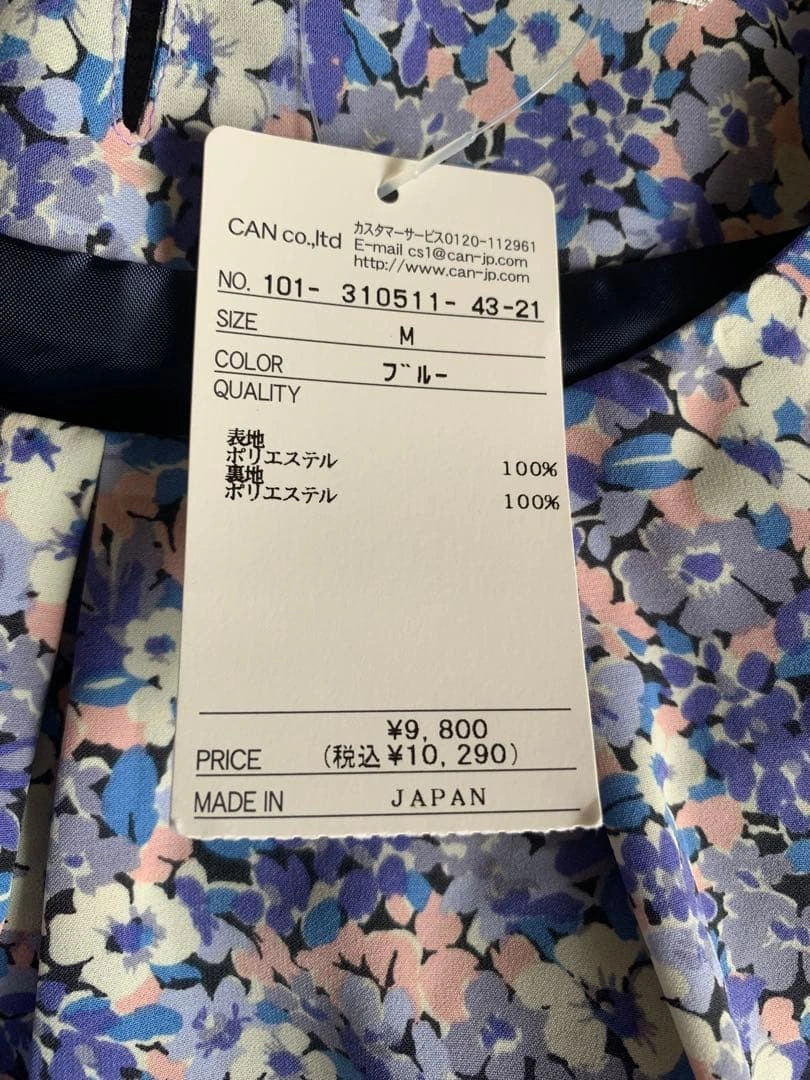 CAN co.,ltd
カスタマーサービス0120-112961
E-mail cs1@can-jp.com
http://www.can-jp.com
NO. 101- 310511- 43-21
SIZE M
COLOR ブルー
QUALITY
表地
ポリエステル 100%
裏地
ポリエステル 100%
¥9,800
PRICE (税込¥10,290)
MADE IN JAPAN